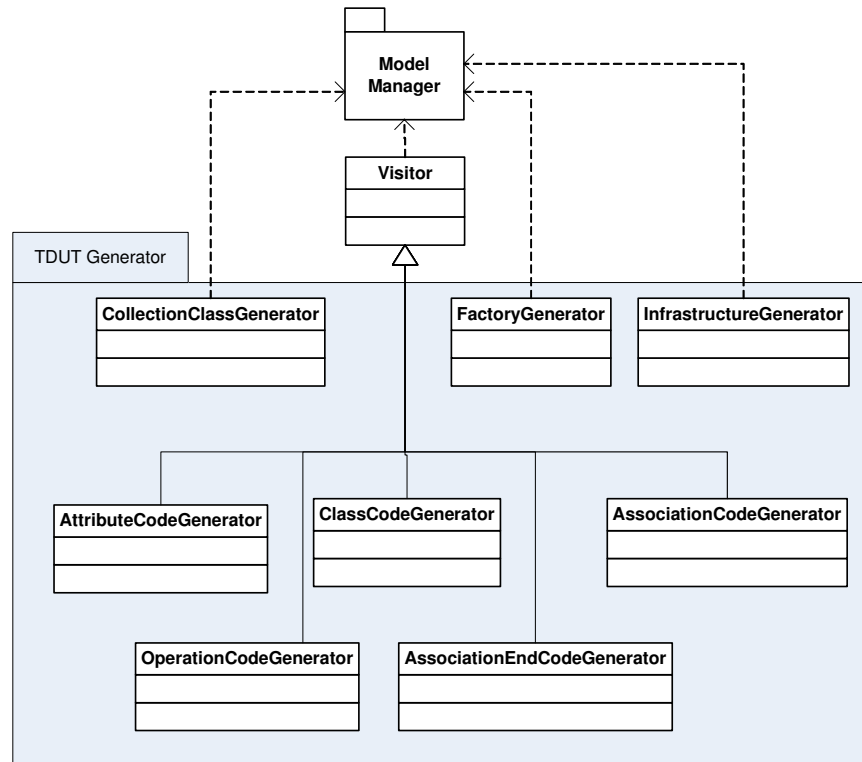 Model
Manager
Visitor
TDUT Generator
CollectionClassGenerator
FactoryGenerator
InfrastructureGenerator
AttributeCodeGenerator
ClassCodeGenerator
AssociationCodeGenerator
OperationCodeGenerator
AssociationEndCodeGenerator